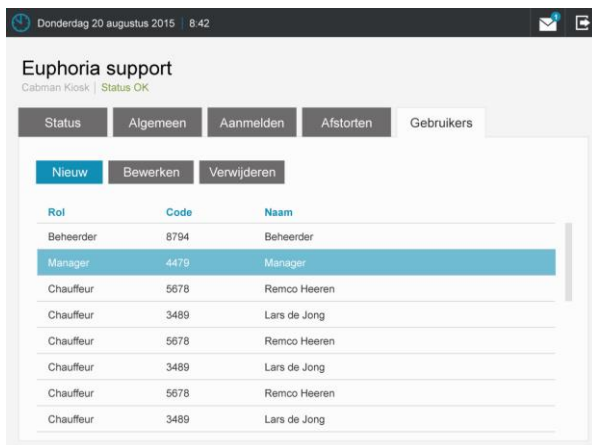 Donderdag 20 augustus 2015 | 8:42
1
Euphoria support
Cabman Kiosk | Status OK
Status Algemeen Aanmelden Afstorten Gebruikers
Nieuw Bewerken Verwijderen
Rol Code Naam
Beheerder 8794 Beheerder
Manager 4479 Manager
Chauffeur 5678 Remco Heeren
Chauffeur 3489 Lars de Jong
Chauffeur 5678 Remco Heeren
Chauffeur 3489 Lars de Jong
Chauffeur 5678 Remco Heeren
Chauffeur 3489 Lars de Jong